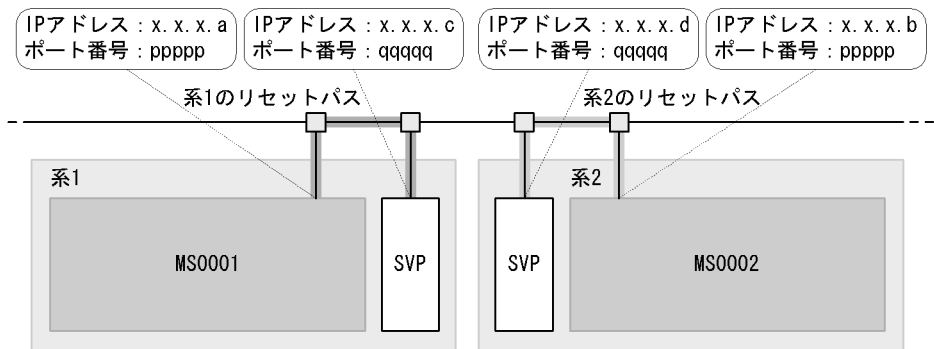 IPアドレス:x.x.x.a
ポート番号:ppppp
IPアドレス:x.x.x.c
ポート番号:qqqqq
IPアドレス:x.x.x.d
ポート番号:qqqqq
IPアドレス:x.x.x.b
ポート番号:ppppp
系1のリセットパス
系2のリセットパス
系1
系2
MS0001
SVP
SVP
MS0002